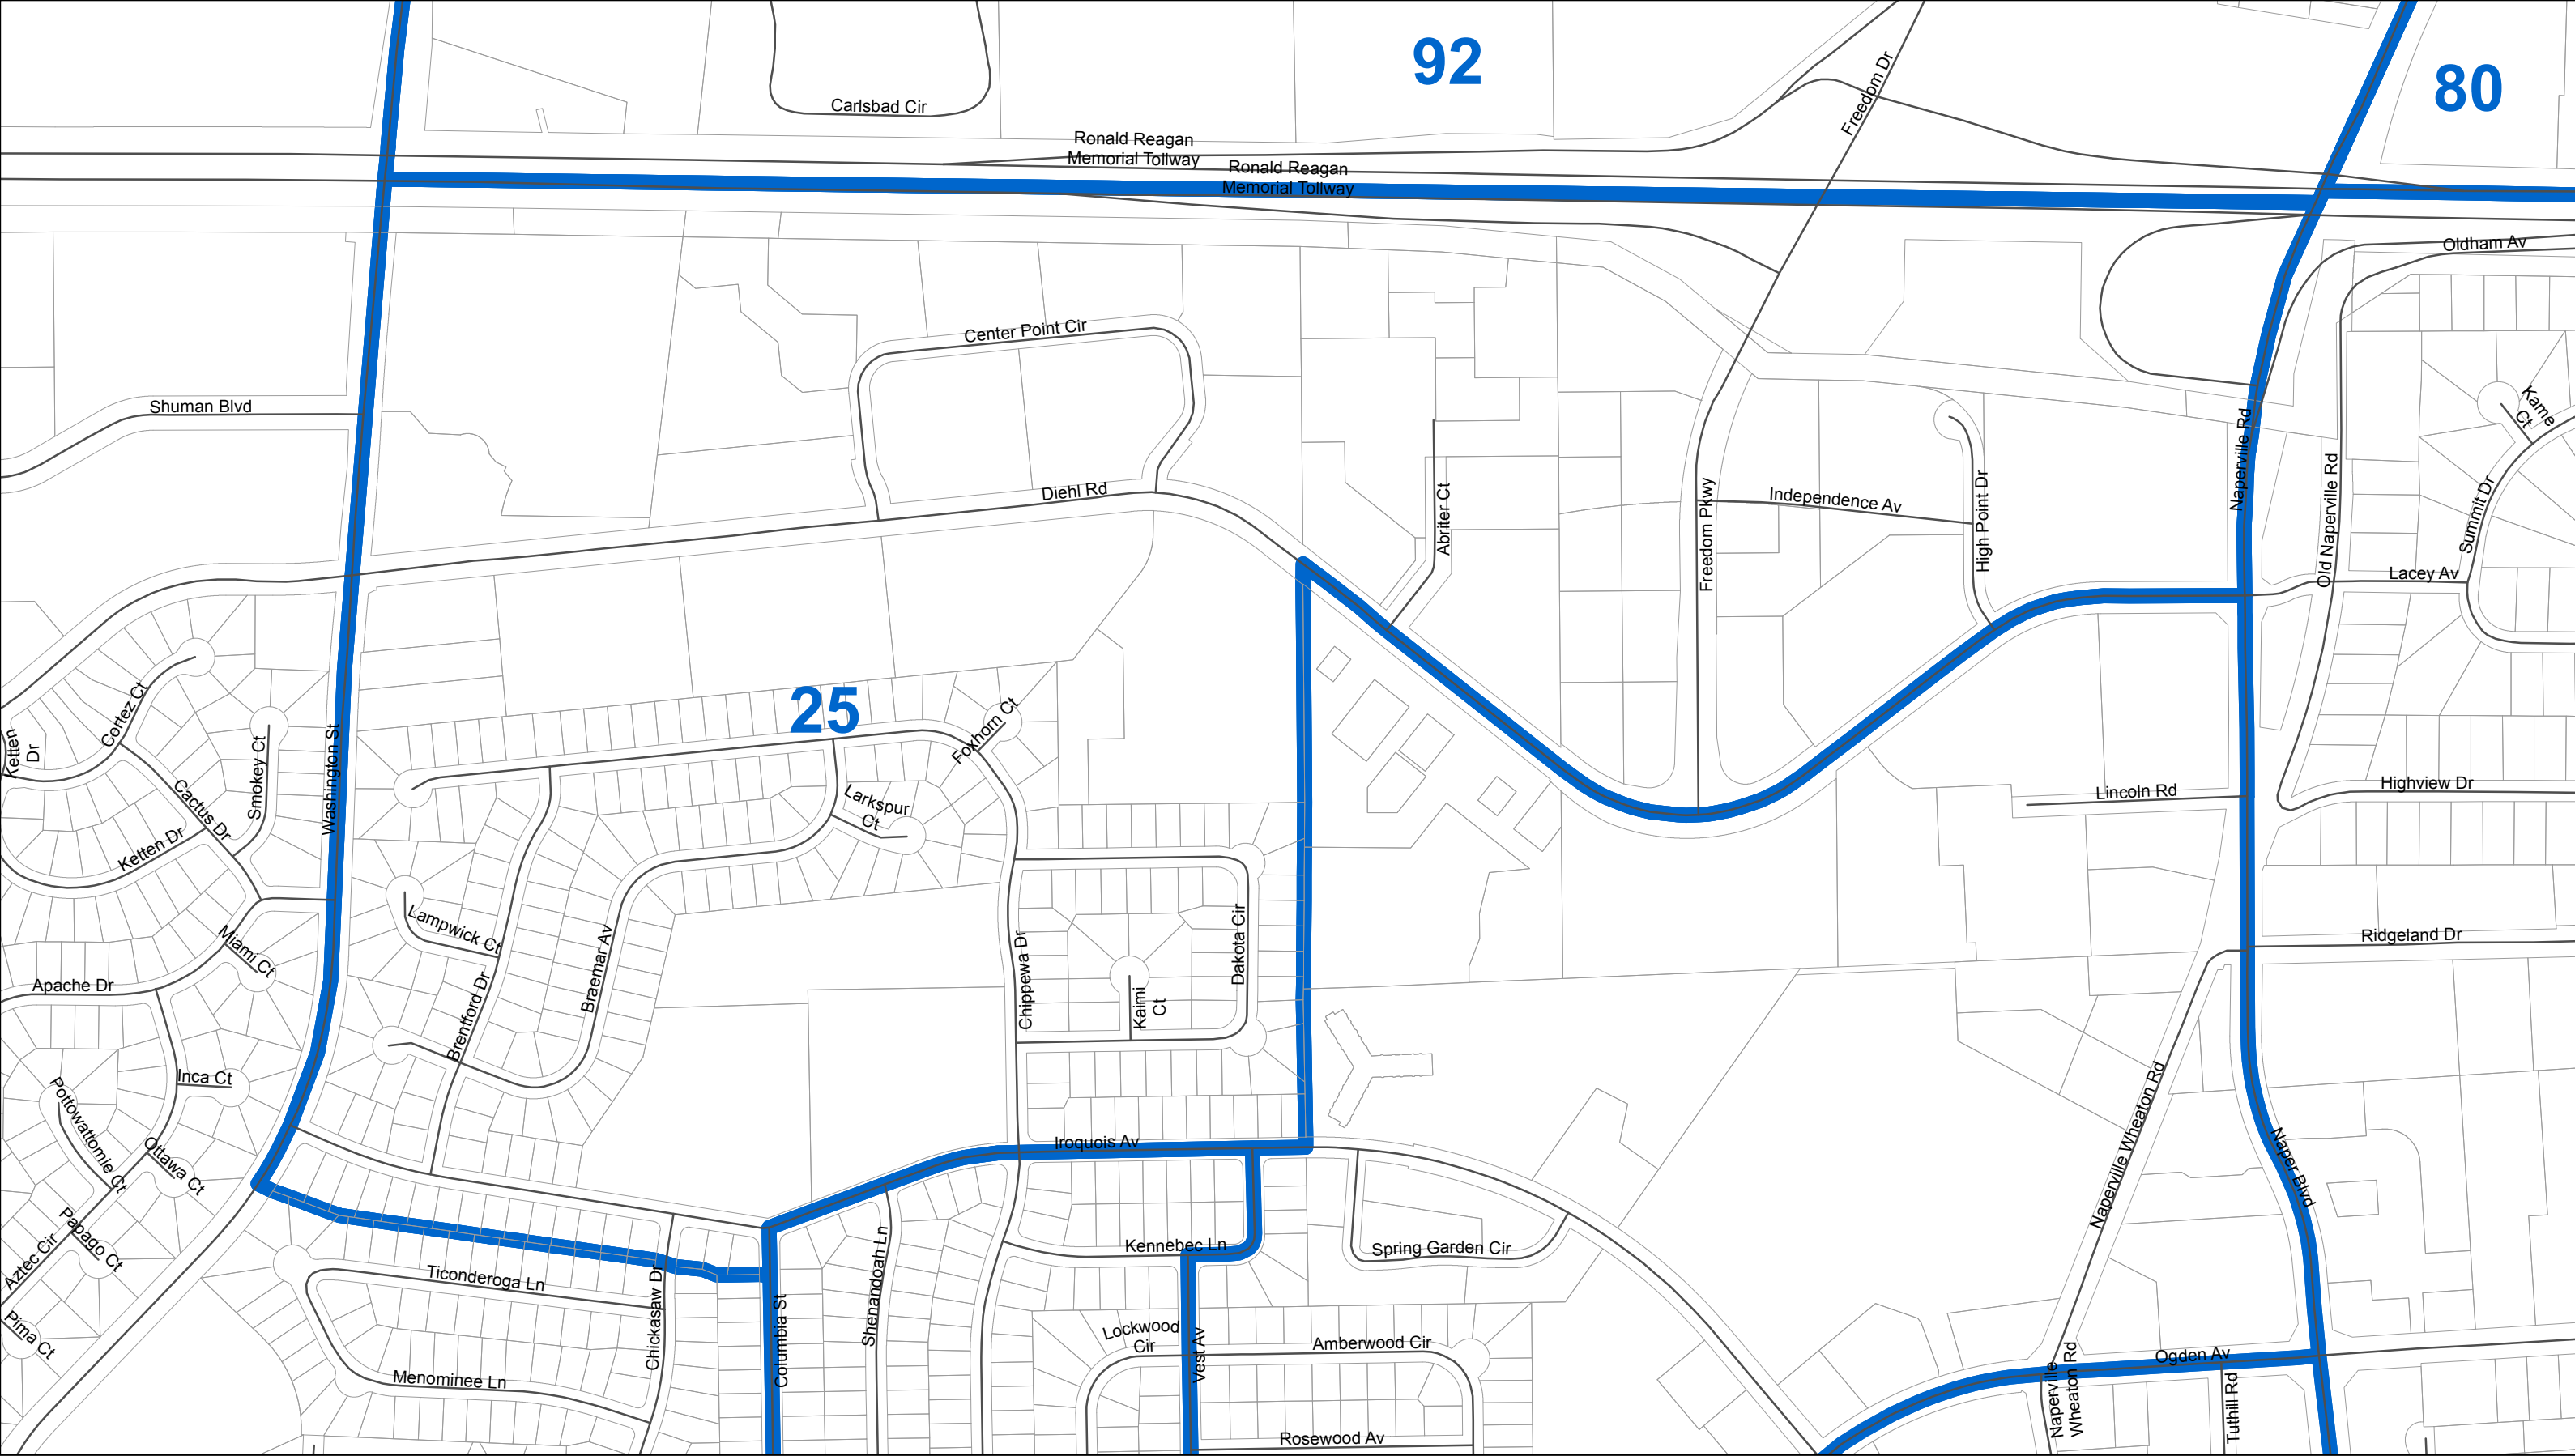 92
80
Carlsbad Cir
Freedom Dr
Ronald Reagan
Memorial Tollway
Ronald Reagan
Memorial Tollway
Oldham Av
Center Point Cir
Shuman Blvd
Kame
Ct
Naperville Rd
Old Naperville Rd
Summit Dr
Diehl Rd
Abriter Ct
Freedom Pkwy
Independence Av
High Point Dr
Lacey Av
25
Cortez Ct
Ketten
Dr
Smokey Ct
Washington St
Foxhorn Ct
Cactus Dr
Larkspur
Ct
Ketten Dr
Lincoln Rd
Highview Dr
Lampwick Ct
Miami Ct
Braemar Av
Chippewa Dr
Dakota Cir
Kaimi
Ct
Ridgeland Dr
Apache Dr
Brentford Dr
Inca Ct
Pottowattomie Ct
Ottawa Ct
Iroquois Av
Naperville Wheaton Rd
Naper Blvd
Papago Ct
Aztec Cir
Kennebec Ln
Spring Garden Cir
Shenandoah Ln
Ticonderoga Ln
Chickasaw Dr
Columbia St
Pima Ct
Lockwood
Cir
Vest Av
Amberwood Cir
Ogden Av
Menominee Ln
Naperville
Wheaton Rd
Tuthill Rd
Rosewood Av